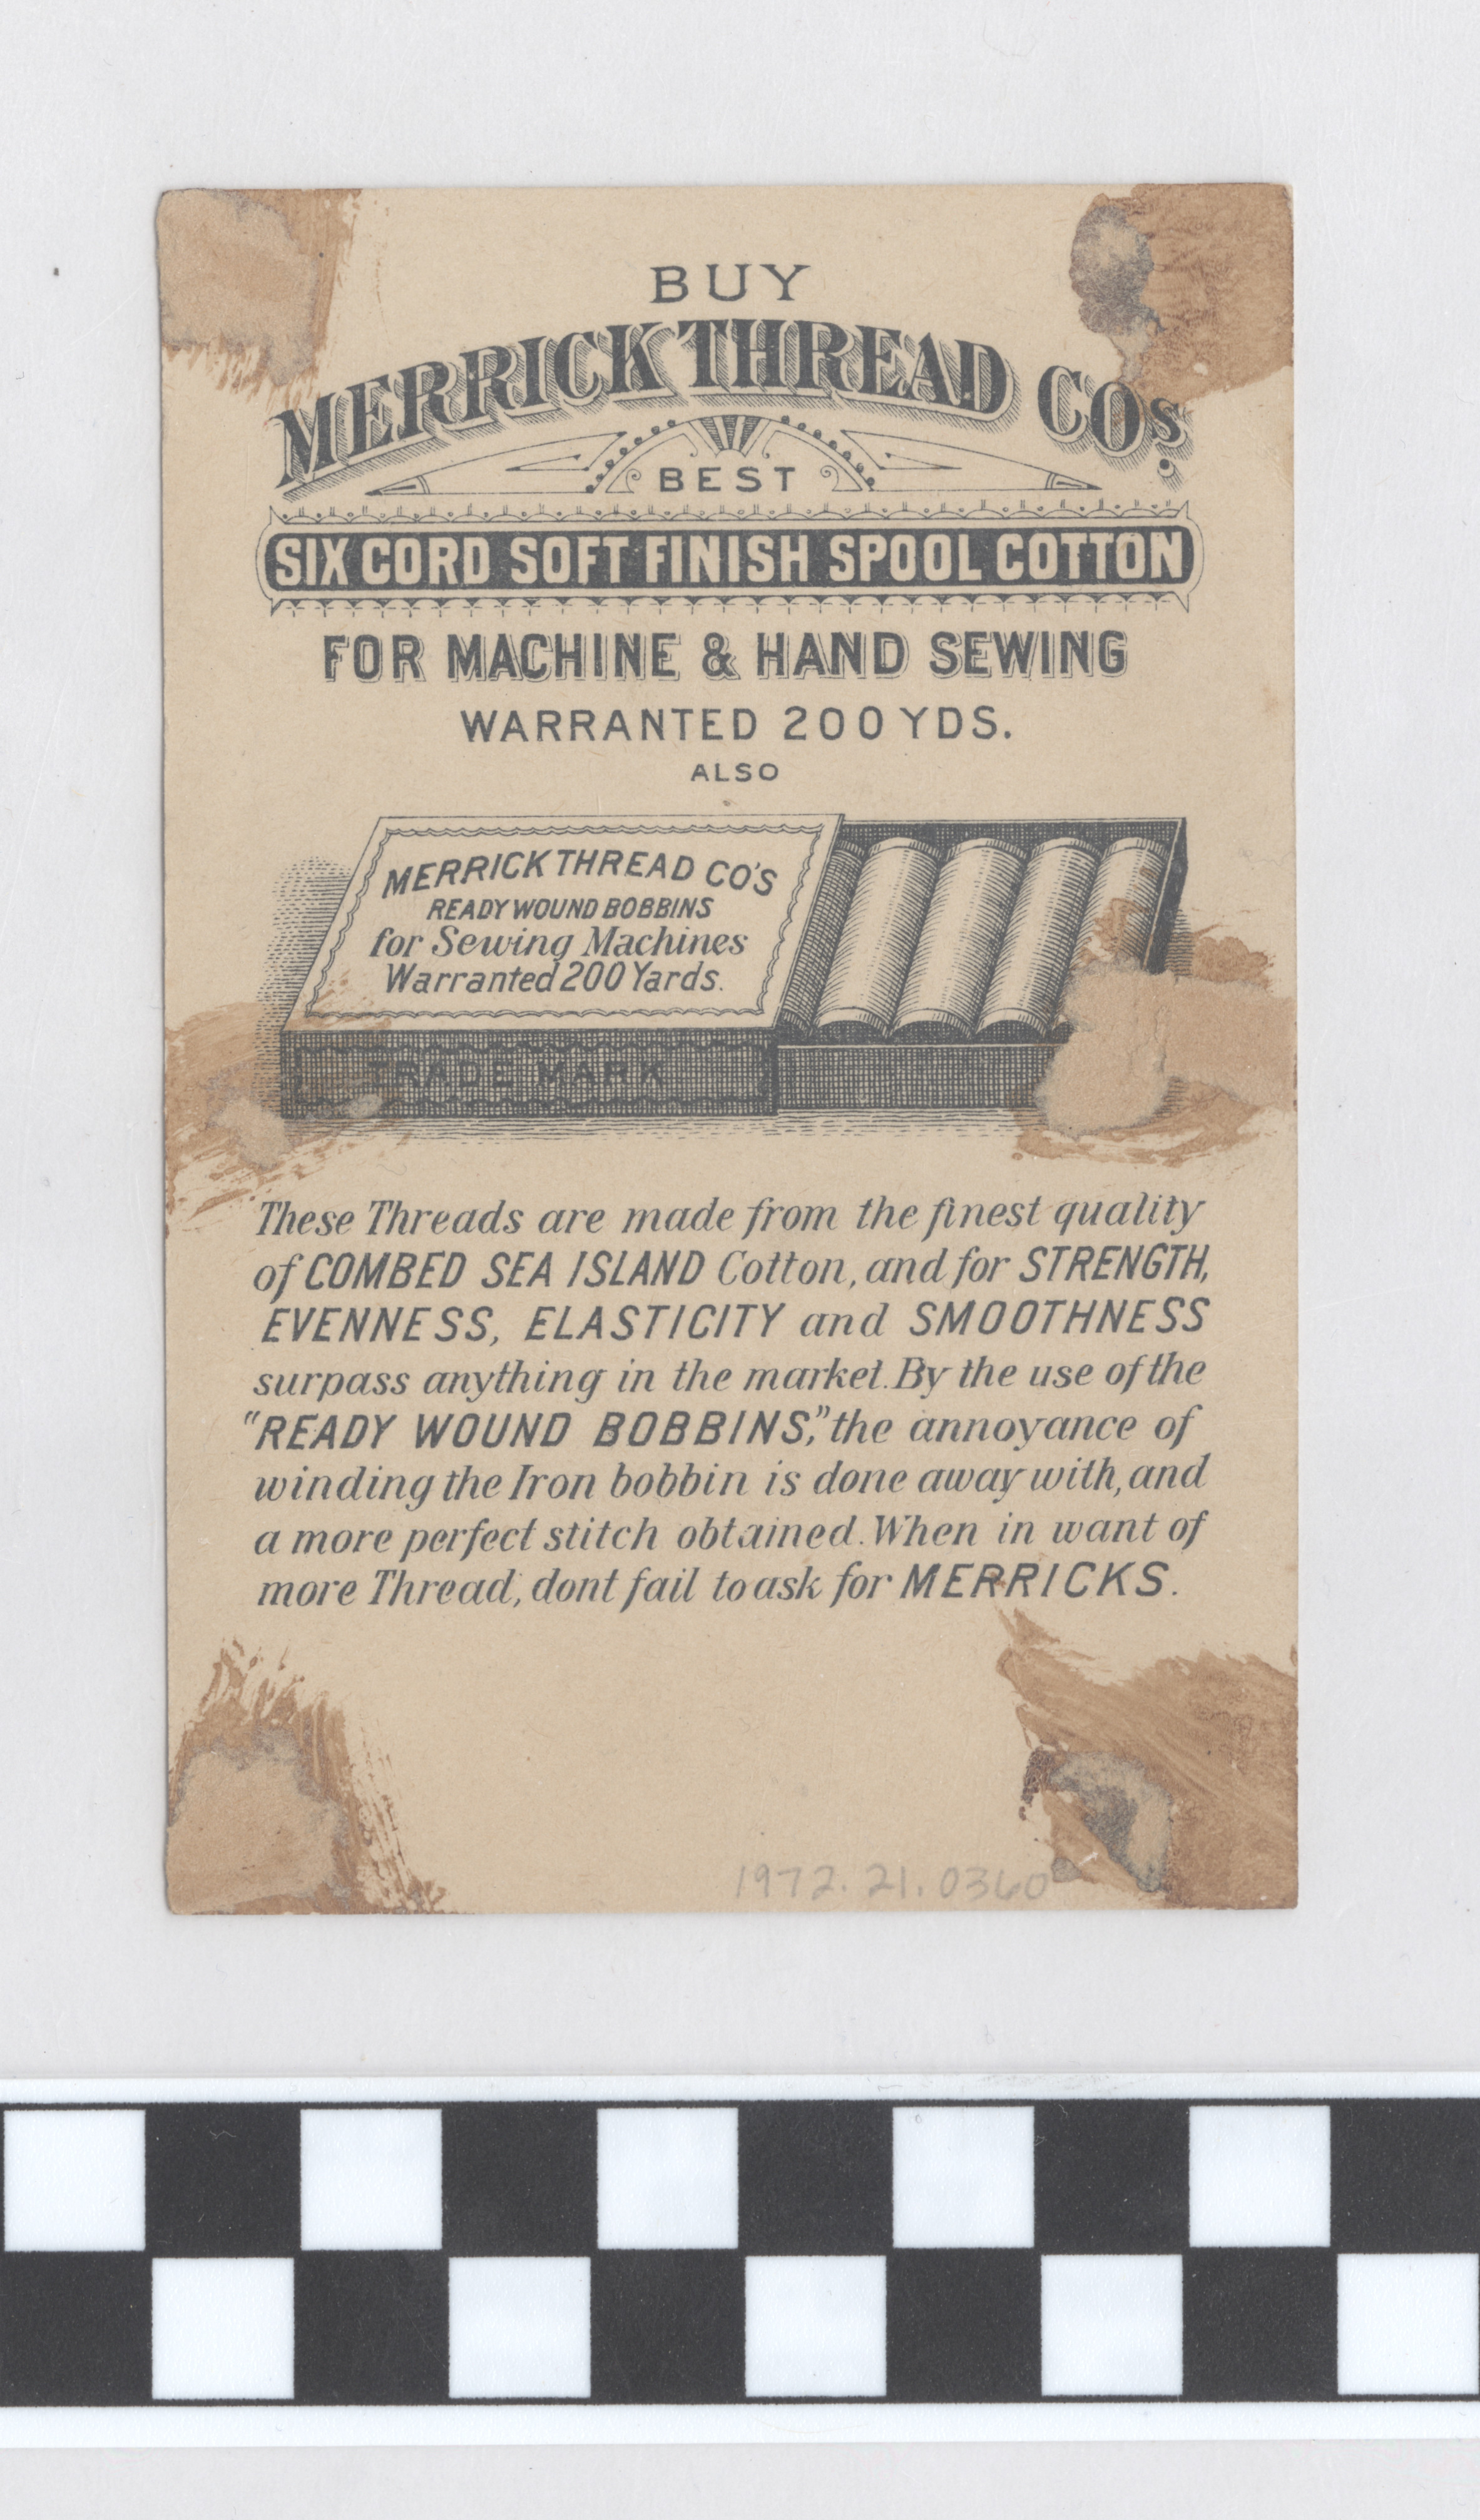 BUY
MERRICK THREAD COs.
BEST
SIX CORD SOFT FINISH SPOOL COTTON
FOR MACHINE & HAND SEWING
WARRANTED 200 YDS.
ALSO
MERRICK THREAD CO'S
READY WOUND BOBBINS
for Sewing Machines
Warranted 200 Yards.
TRADE MARK
These Threads are made from the finest quality
of COMBED SEA ISLAND Cotton, and for STRENGTH,
EVENNESS, ELASTICITY and SMOOTHNESS
surpass anything in the market. By the use of the
"READY WOUND BOBBINS," the annoyance of
winding the Iron bobbin is done away with, and
a more perfect stitch obtained. When in want of
more Thread, dont fail to ask for MERRICKS.
1972.21.0360